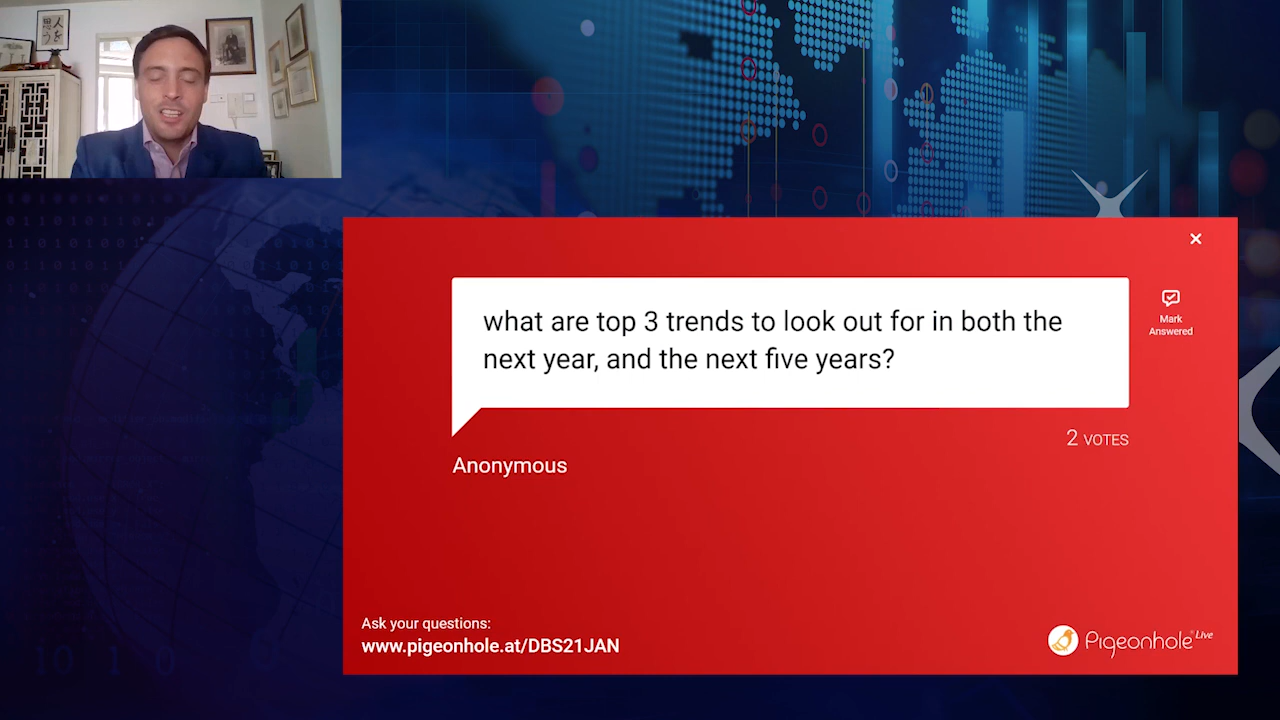 what are top 3 trends to look out for in both the
next year, and the next five years?
Mark
Answered
2 VOTES
Anonymous
Ask your questions:
www.pigeonhole.at/DBS21JAN
Pigeonhole Live